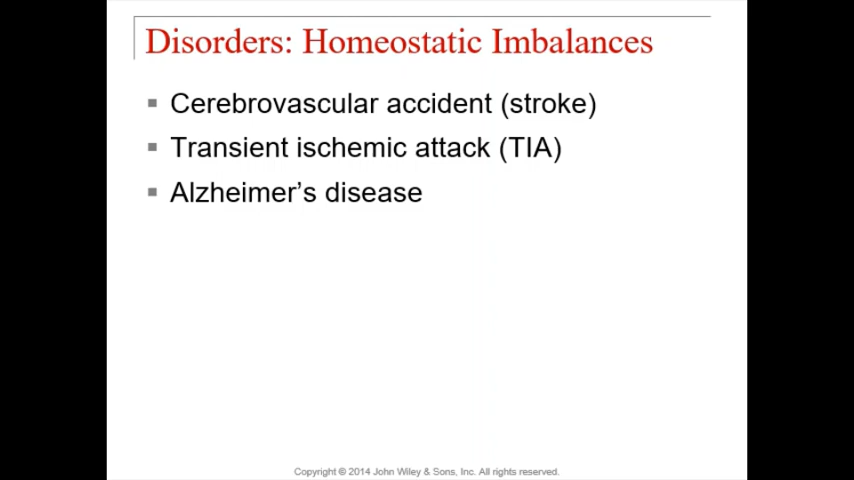 Disorders: Homeostatic Imbalances
▪ Cerebrovascular accident (stroke)
▪ Transient ischemic attack (TIA)
▪ Alzheimer’s disease
Copyright © 2014 John Wiley & Sons, Inc. All rights reserved.